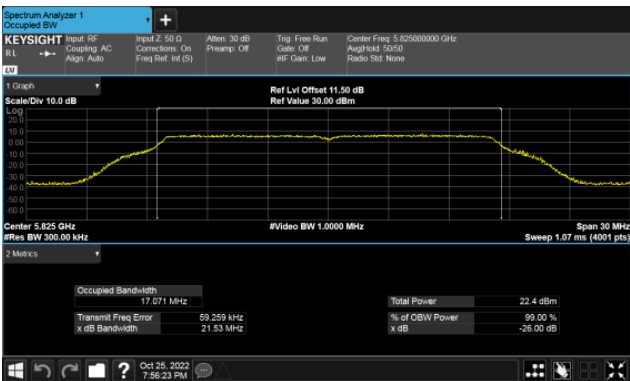 Spectrum Analyzer 1
Occupied BW
KEYSIGHT Input: RF Input Z: 50 Ω Atten: 30 dB Trig: Free Run Center Freq: 5.825000000 GHz
RL Coupling: AC Corrections: On Preamp: Off Gate: Off Avg|Hold: 50/50
Align: Auto Freq Ref: Int (S) #IF Gain: Low Radio Std: None
LXI
1 Graph
Ref Lvl Offset 11.50 dB
Scale/Div 10.0 dB Ref Value 30.00 dBm
Log
20.0
10.0
0.00
-10.0
-20.0
-30.0
-40.0
-50.0
-60.0
Center 5.825 GHz #Video BW 1.0000 MHz Span 30 MHz
#Res BW 300.00 kHz Sweep 1.07 ms (4001 pts)
2 Metrics
Occupied Bandwidth
17.071 MHz Total Power 22.4 dBm
Transmit Freq Error 59.259 kHz % of OBW Power 99.00 %
x dB Bandwidth 21.53 MHz x dB -26.00 dB
? Oct 25, 2022
7:56:23 PM